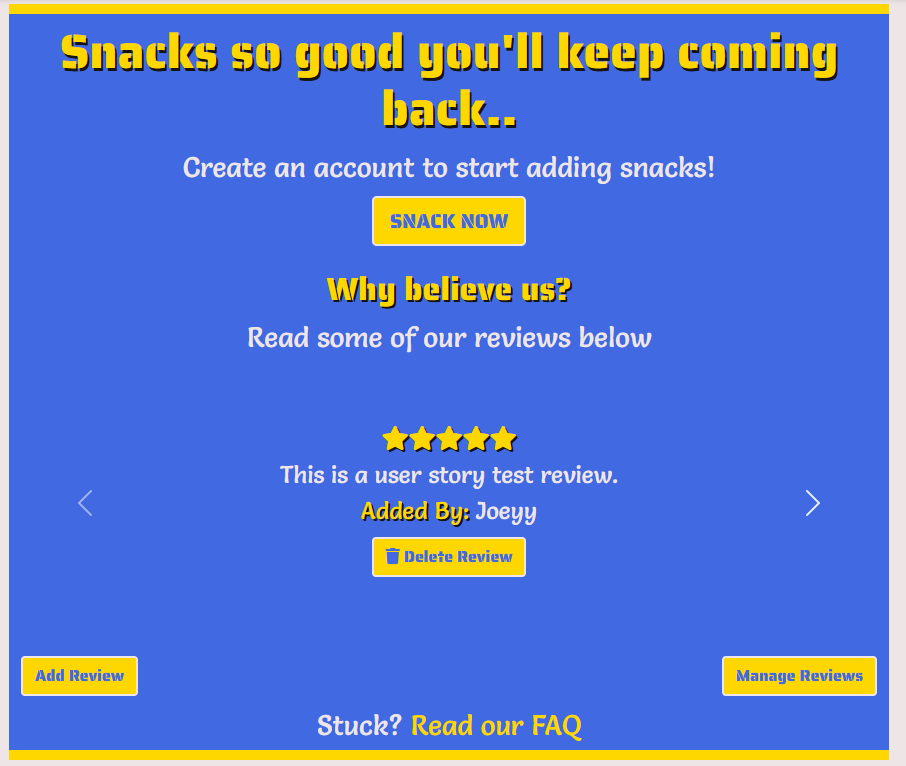 Snacks so good you'll keep coming
back..
Create an account to start adding snacks!
SNACK NOW
Why believe us?
Read some of our reviews below
This is a user story test review.
Added By: Joeyy
Delete Review
Add Review
Manage Reviews
Stuck? Read our FAQ